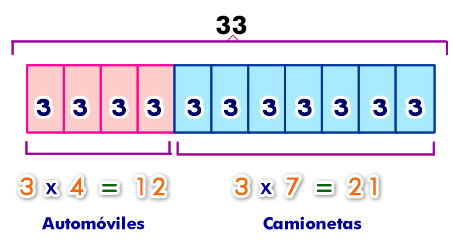 33
3 3 3 3 3 3 3 3 3 3 3
3 x 4 = 12 3 x 7 = 21
Automóviles Camionetas